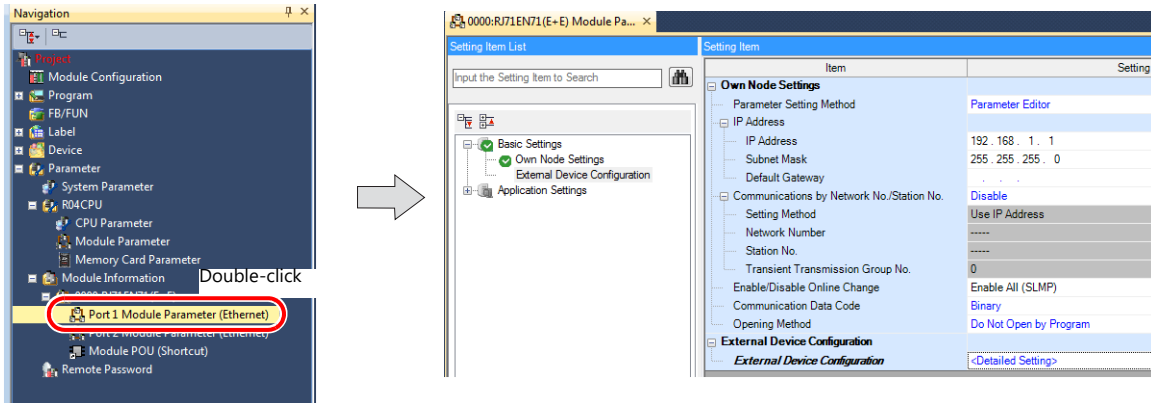 Navigation
Project
Module Configuration
Program
FB/FUN
Label
Device
Parameter
System Parameter
R04CPU
CPU Parameter
Module Parameter
Memory Card Parameter
Module Information
Double-click
0000:RJ71EN71(E+E)
Port 1 Module Parameter (Ethernet)
Port 2 Module Parameter (Ethernet)
Module POU (Shortcut)
Remote Password
0000:RJ71EN71(E+E) Module Pa...
Setting Item List
Input the Setting Item to Search
Basic Settings
Own Node Settings
External Device Configuration
Application Settings
Setting Item
Item Setting
Own Node Settings
Parameter Setting Method Parameter Editor
IP Address
IP Address 192 . 168 . 1 . 1
Subnet Mask 255 . 255 . 255 . 0
Default Gateway . . .
Communications by Network No./Station No. Disable
Setting Method Use IP Address
Network Number -----
Station No. -----
Transient Transmission Group No. 0
Enable/Disable Online Change Enable All (SLMP)
Communication Data Code Binary
Opening Method Do Not Open by Program
External Device Configuration
External Device Configuration <Detailed Setting>